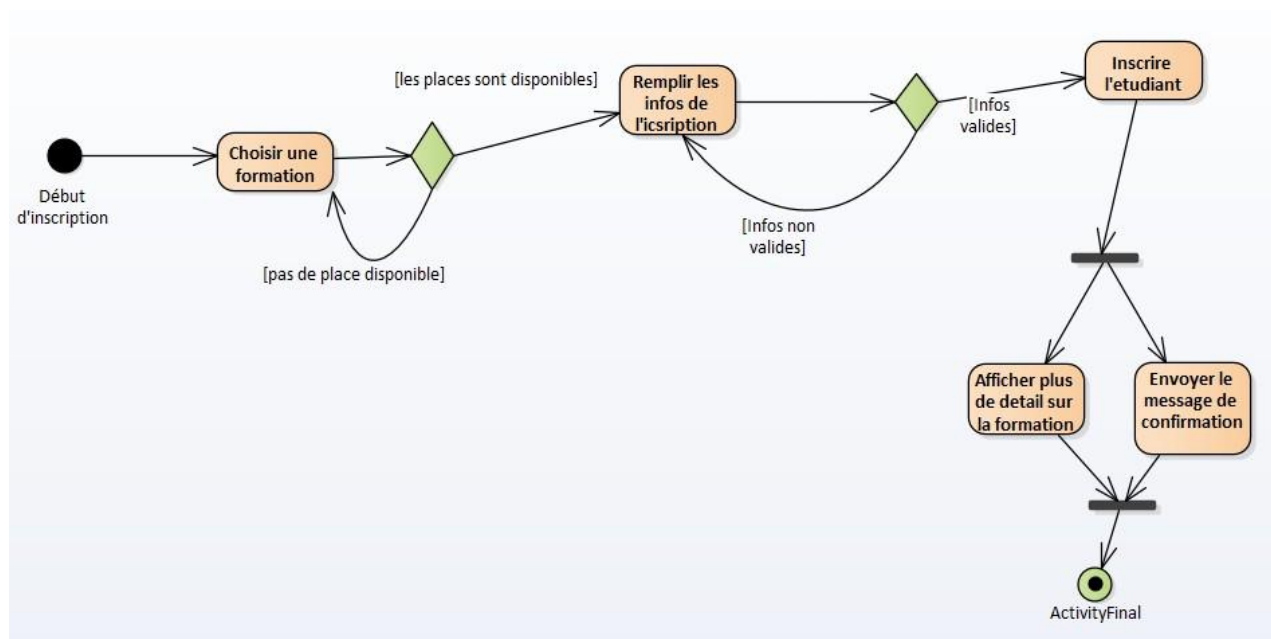 Début
d'inscription
Choisir une
formation
[pas de place disponible]
[les places sont disponibles]
Remplir les
infos de
l'icsription
[Infos non
valides]
[Infos
valides]
Inscrire
l'etudiant
Afficher plus
de detail sur
la formation
Envoyer le
message de
confirmation
ActivityFinal